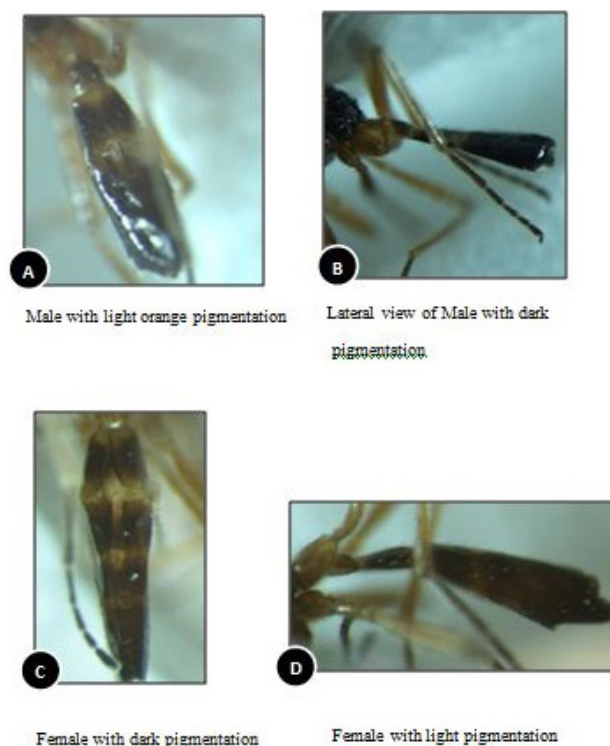 A
B
Male with light orange pigmentation
Lateral view of Male with dark
pigmentation
C
D
Female with dark pigmentation
Female with light pigmentation